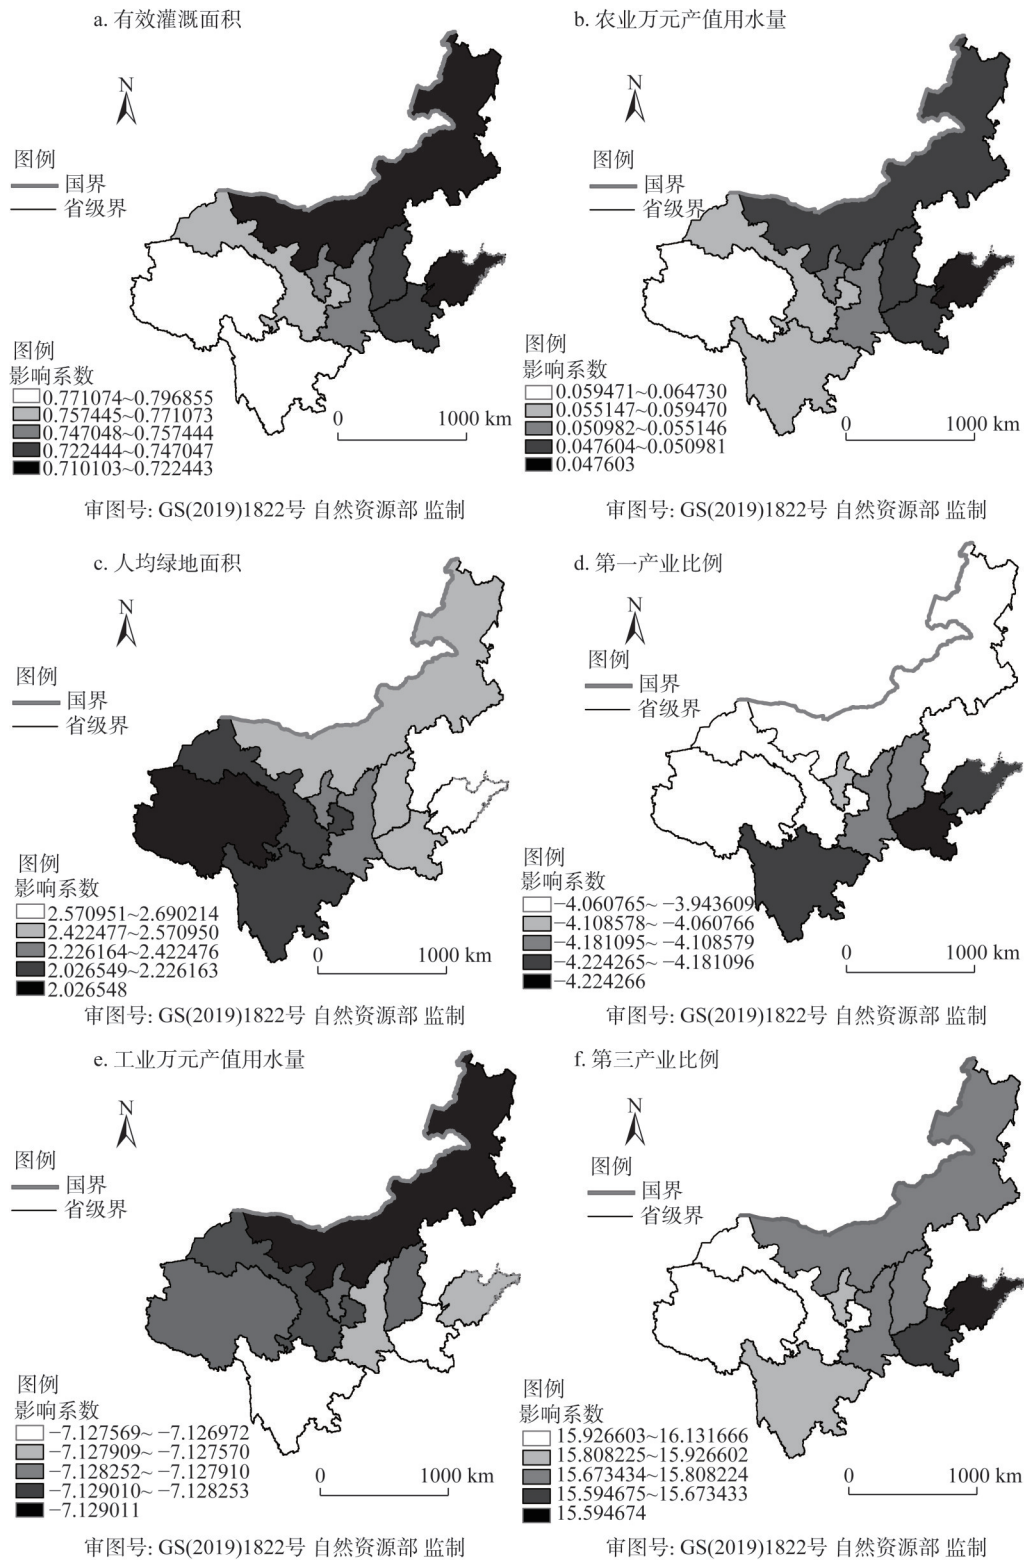 a. 有效灌溉面积
N
图例
国界
省级界
图例
影响系数
0.771074~0.796855
0.757445~0.771073
0.747048~0.757444
0.722444~0.747047
0.710103~0.722443
0 1000 km
审图号: GS(2019)1822号 自然资源部 监制
b. 农业万元产值用水量
N
图例
国界
省级界
图例
影响系数
0.059471~0.064730
0.055147~0.059470
0.050982~0.055146
0.047604~0.050981
0.047603
0 1000 km
审图号: GS(2019)1822号 自然资源部 监制
c. 人均绿地面积
N
图例
国界
省级界
图例
影响系数
2.570951~2.690214
2.422477~2.570950
2.226164~2.422476
2.026549~2.226163
2.026548
0 1000 km
审图号: GS(2019)1822号 自然资源部 监制
d. 第一产业比例
N
图例
国界
省级界
图例
影响系数
−4.060765~ −3.943609
−4.108578~ −4.060766
−4.181095~ −4.108579
−4.224265~ −4.181096
−4.224266
0 1000 km
审图号: GS(2019)1822号 自然资源部 监制
e. 工业万元产值用水量
N
图例
国界
省级界
图例
影响系数
−7.127569~ −7.126972
−7.127909~ −7.127570
−7.128252~ −7.127910
−7.129010~ −7.128253
−7.129011
0 1000 km
审图号: GS(2019)1822号 自然资源部 监制
f. 第三产业比例
N
图例
国界
省级界
图例
影响系数
15.926603~16.131666
15.808225~15.926602
15.673434~15.808224
15.594675~15.673433
15.594674
0 1000 km
审图号: GS(2019)1822号 自然资源部 监制